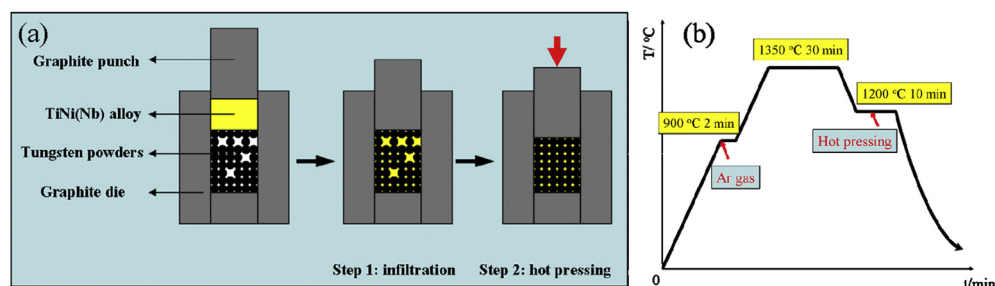 (a)
Graphite punch
TiNi(Nb) alloy
Tungsten powders
Graphite die
Step 1: infiltration
Step 2: hot pressing
(b)
T/ °C
1350 °C 30 min
1200 °C 10 min
900 °C 2 min
Hot pressing
Ar gas
0
t/min